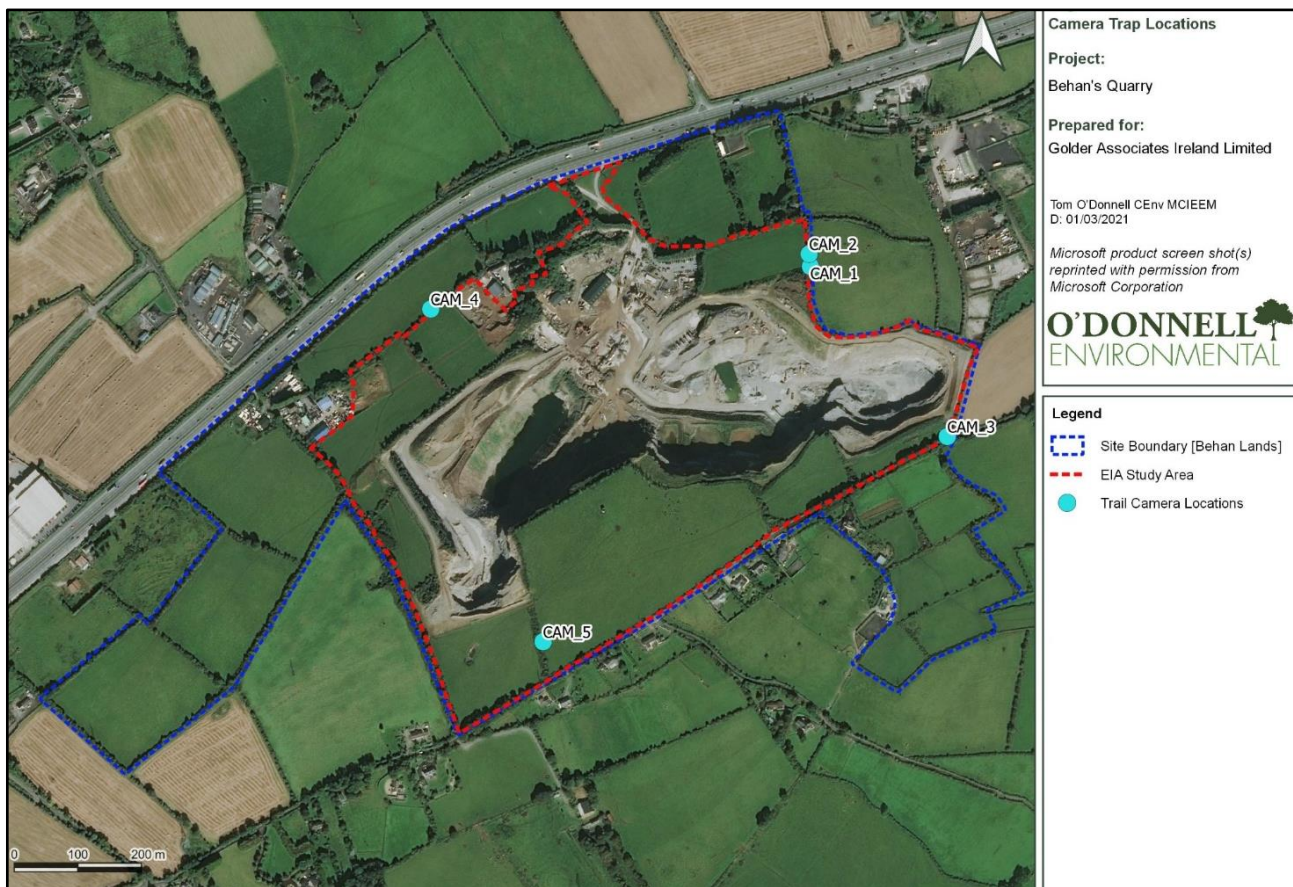 CAM_2
CAM_1
CAM_4
CAM_3
CAM_5
0 100 200 m
Camera Trap Locations
Project:
Behan's Quarry
Prepared for:
Golder Associates Ireland Limited
Tom O'Donnell CEnv MCIEEM
D: 01/03/2021
Microsoft product screen shot(s)
reprinted with permission from
Microsoft Corporation
O'DONNELL
ENVIRONMENTAL
Legend
Site Boundary [Behan Lands]
EIA Study Area
Trail Camera Locations